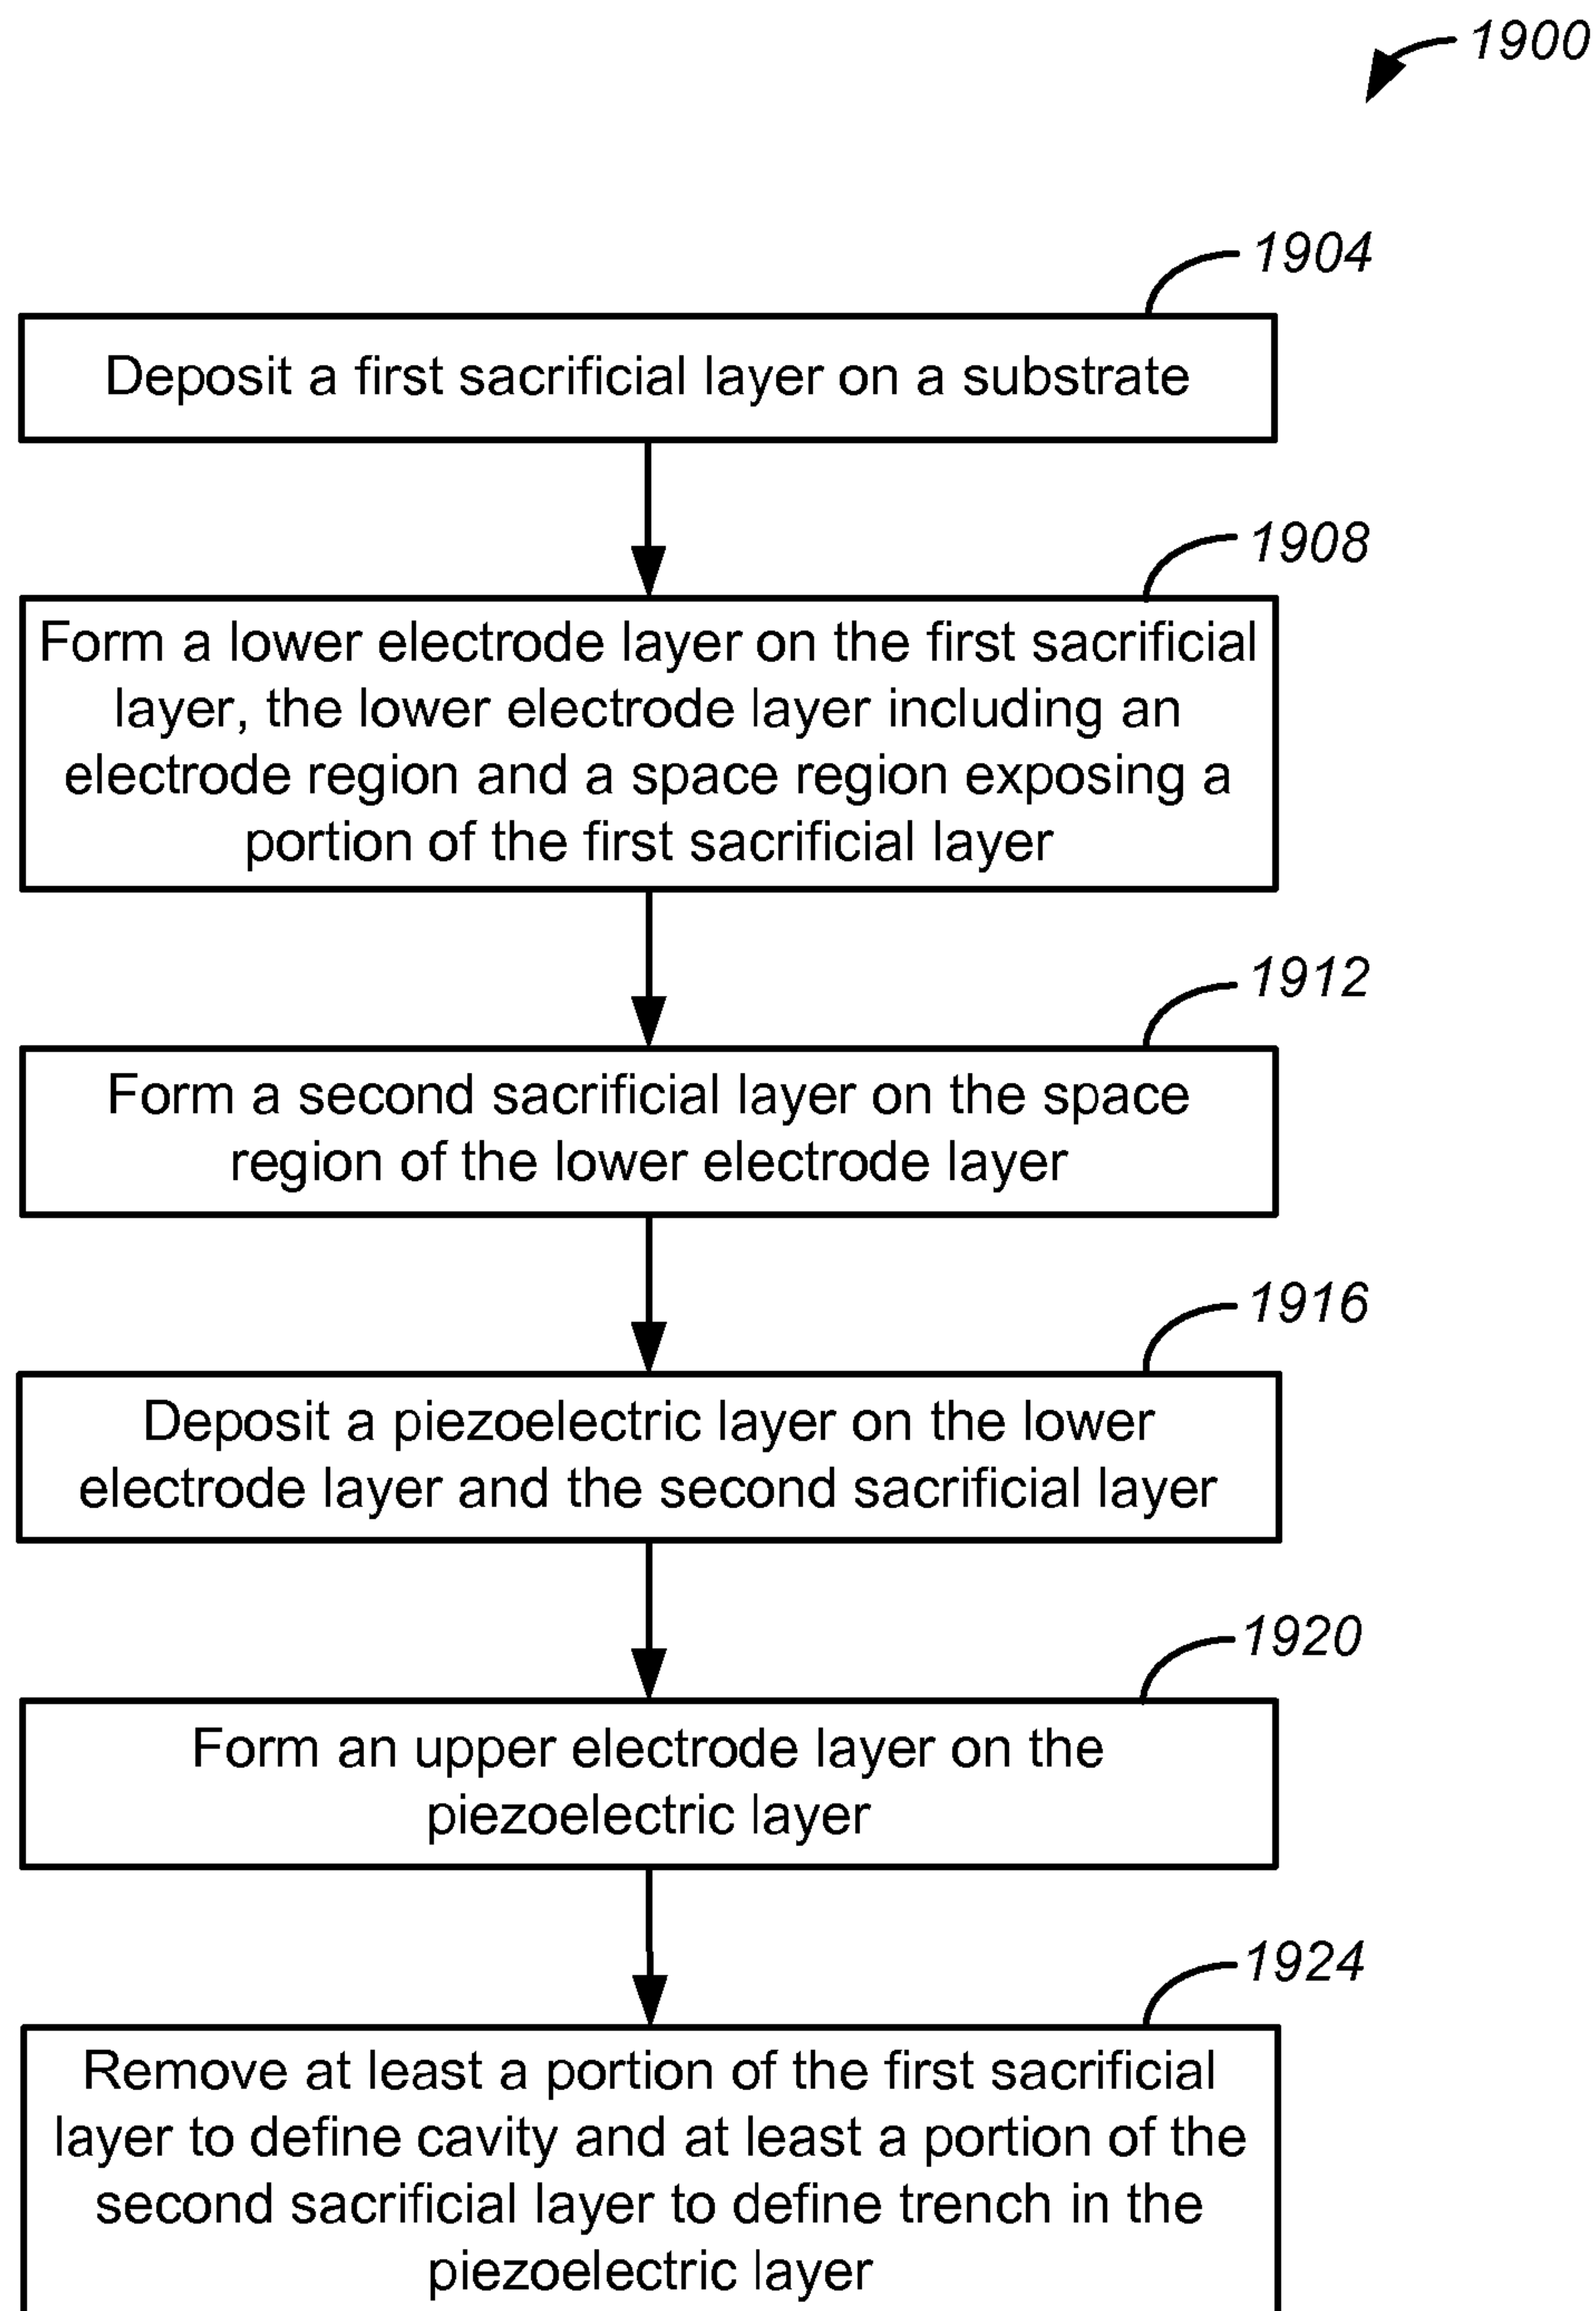 1900
1904
Deposit a first sacrificial layer on a substrate
1908
Form a lower electrode layer on the first sacrificial
layer, the lower electrode layer including an
electrode region and a space region exposing a
portion of the first sacrificial layer
1912
Form a second sacrificial layer on the space
region of the lower electrode layer
1916
Deposit a piezoelectric layer on the lower
electrode layer and the second sacrificial layer
1920
Form an upper electrode layer on the
piezoelectric layer
1924
Remove at least a portion of the first sacrificial
layer to define cavity and at least a portion of the
second sacrificial layer to define trench in the
piezoelectric layer